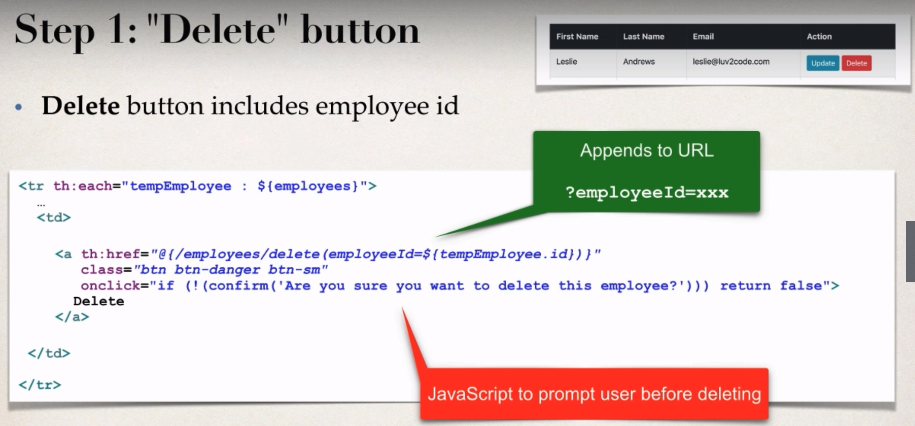 Step 1: "Delete" button
First Name Last Name Email Action
Leslie Andrews leslie@luv2code.com Update Delete
• Delete button includes employee id
Appends to URL
?employeeId=xxx
<tr th:each="tempEmployee : ${employees}">
…
<td>
<a th:href="@{/employees/delete(employeeId=${tempEmployee.id})}"
class="btn btn-danger btn-sm"
onclick="if (!(confirm('Are you sure you want to delete this employee?'))) return false">
Delete
</a>
</td>
</tr>
JavaScript to prompt user before deleting